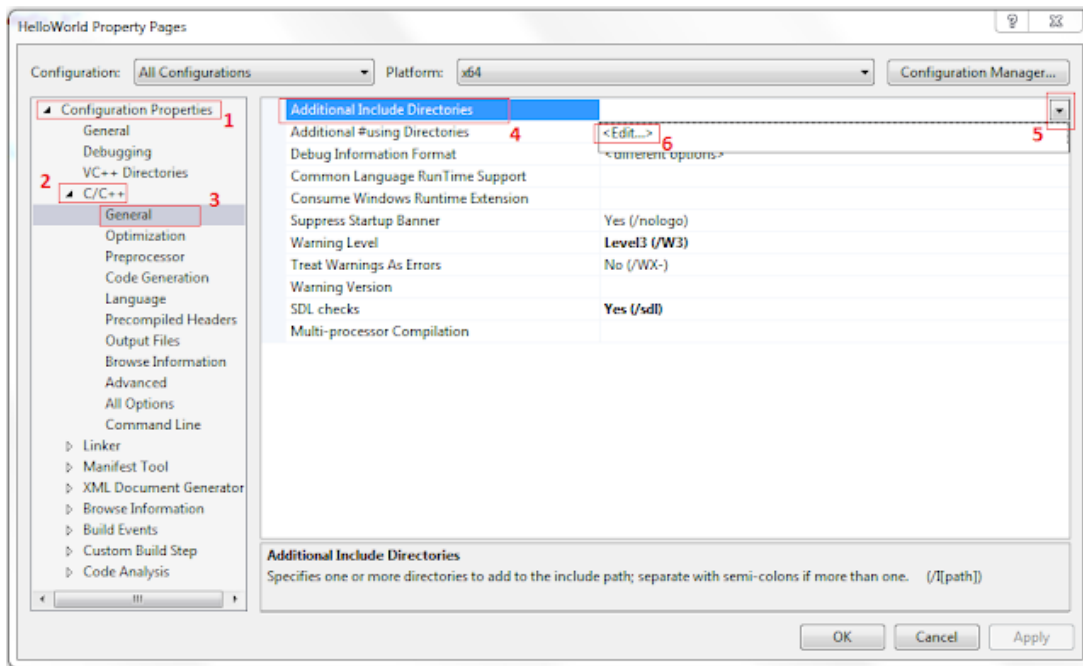 HelloWorld Property Pages
Configuration: All Configurations Platform: x64 Configuration Manager...
Configuration Properties 1
General
Debugging
VC++ Directories
2 C/C++ 3
General
Optimization
Preprocessor
Code Generation
Language
Precompiled Headers
Output Files
Browse Information
Advanced
All Options
Command Line
Linker
Manifest Tool
XML Document Generator
Browse Information
Build Events
Custom Build Step
Code Analysis
Additional Include Directories 4 5
Additional #using Directories <Edit...> 6
Debug Information Format <different options>
Common Language RunTime Support
Consume Windows Runtime Extension
Suppress Startup Banner Yes (/nologo)
Warning Level Level3 (/W3)
Treat Warnings As Errors No (/WX-)
Warning Version
SDL checks Yes (/sdl)
Multi-processor Compilation
Additional Include Directories
Specifies one or more directories to add to the include path; separate with semi-colons if more than one. (/I[path])
OK Cancel Apply